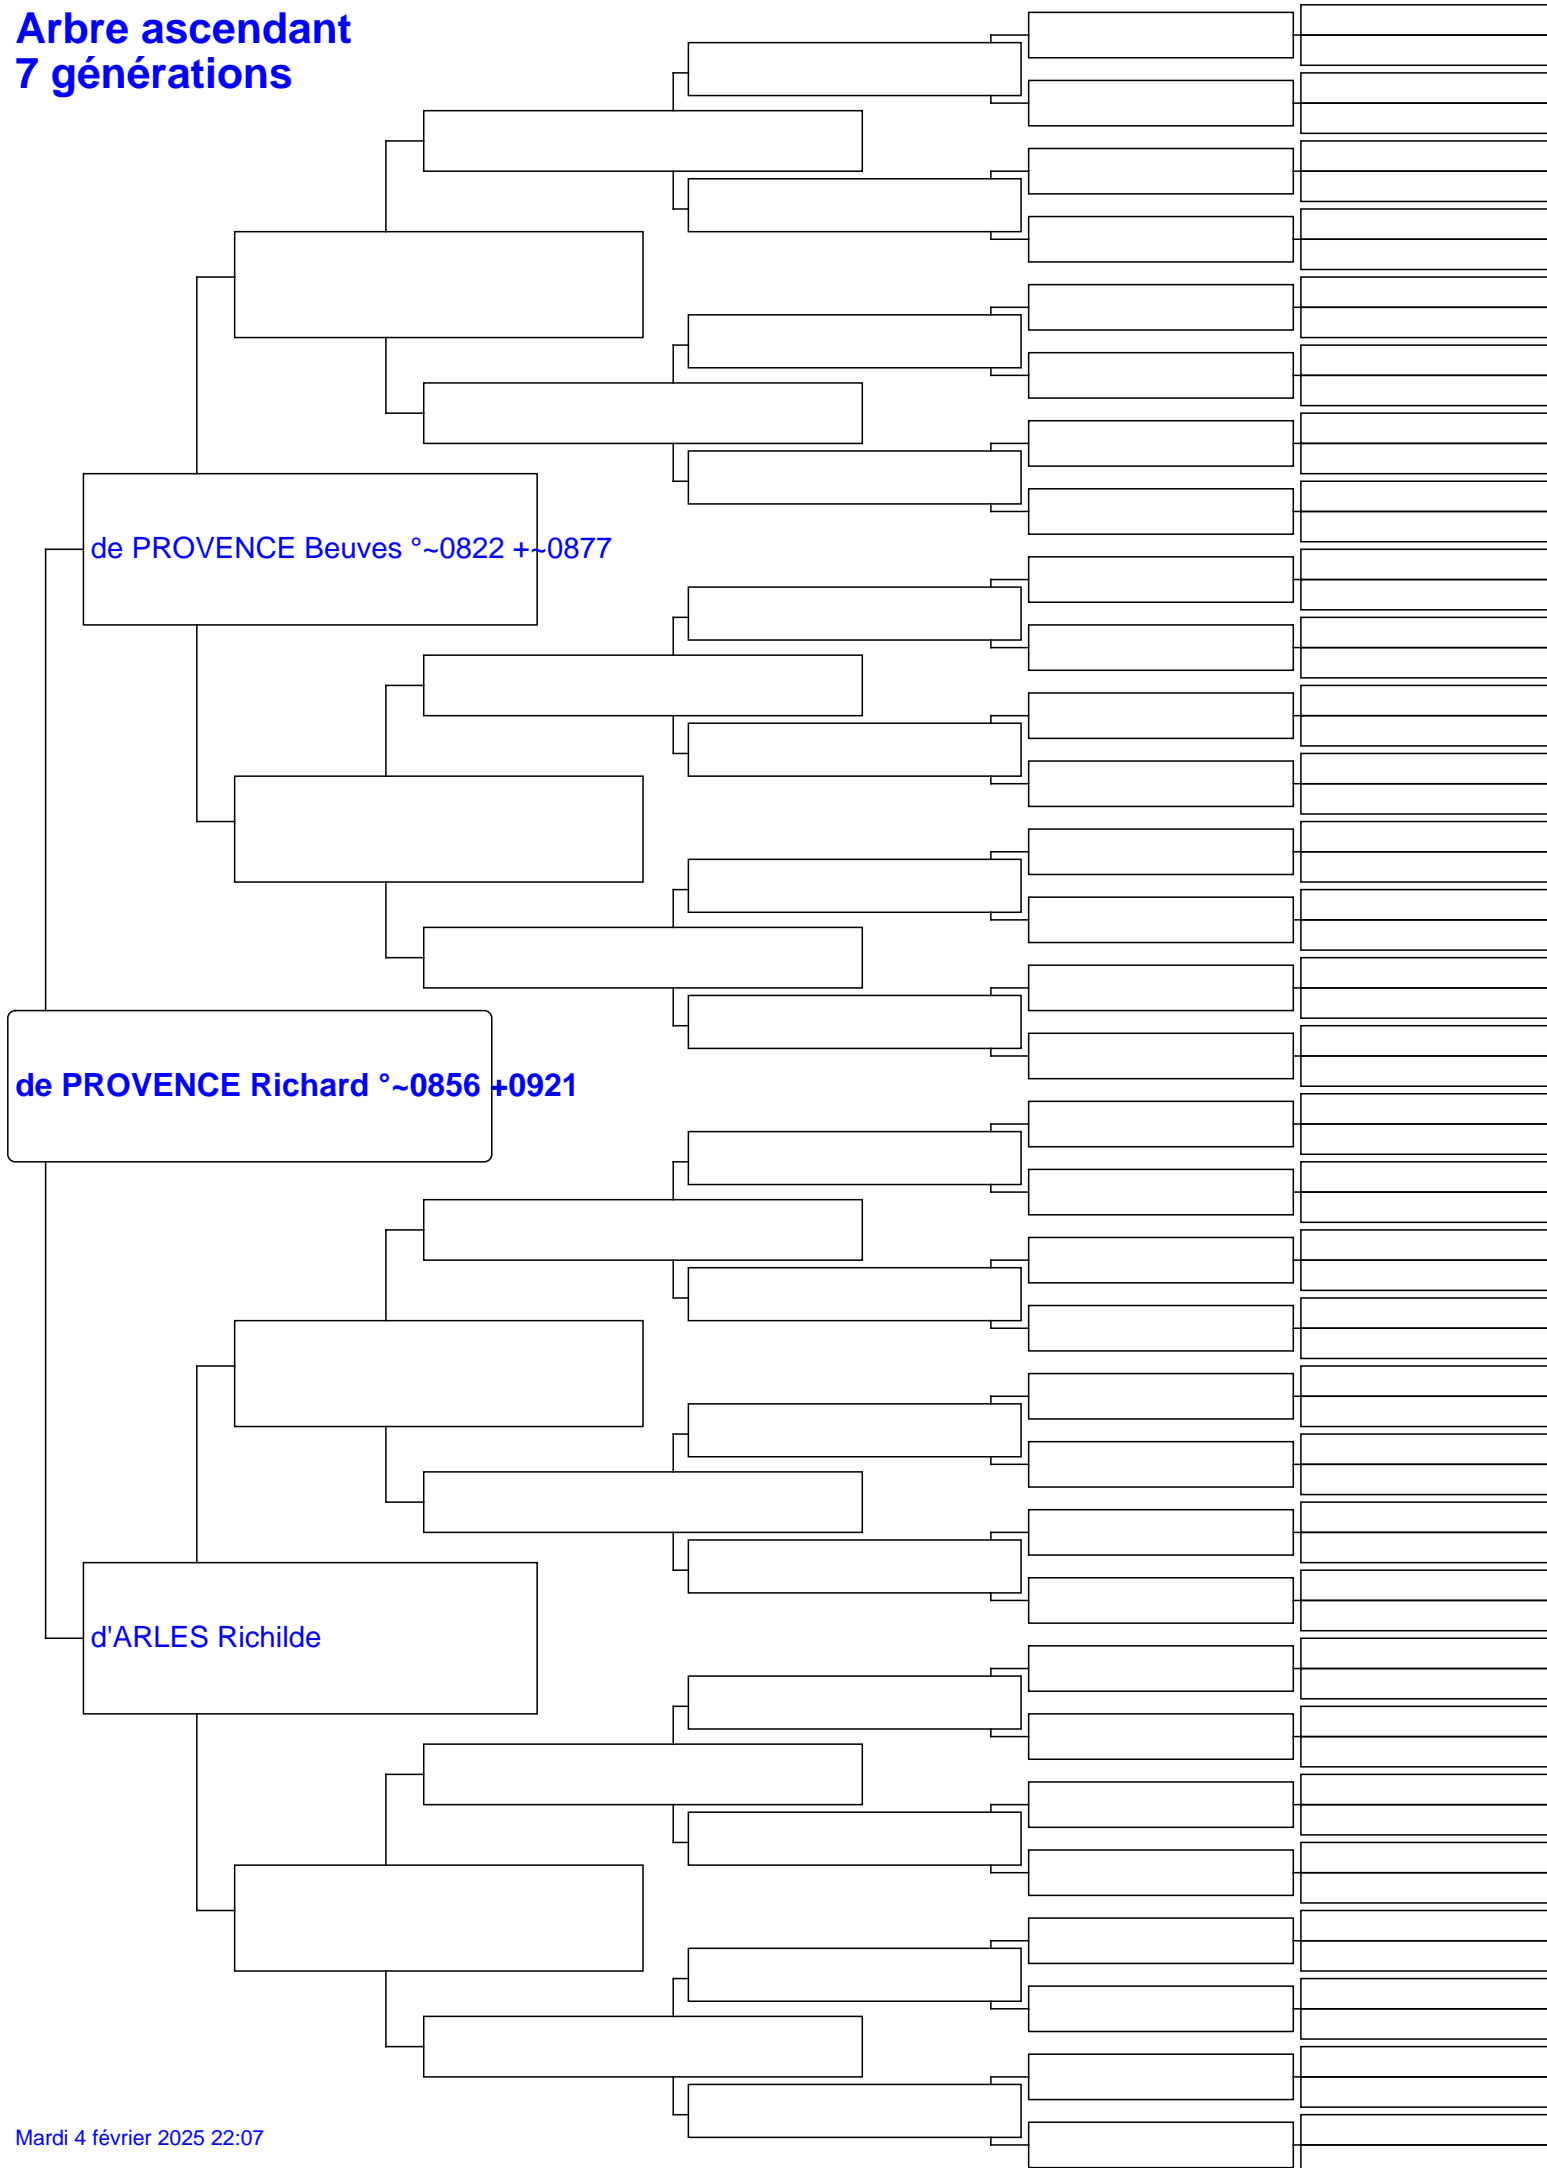 Arbre ascendant
7 générations
de PROVENCE Beuves °~0822 +~0877
de PROVENCE Richard °~0856 +0921
d'ARLES Richilde
Mardi 4 février 2025 22:07